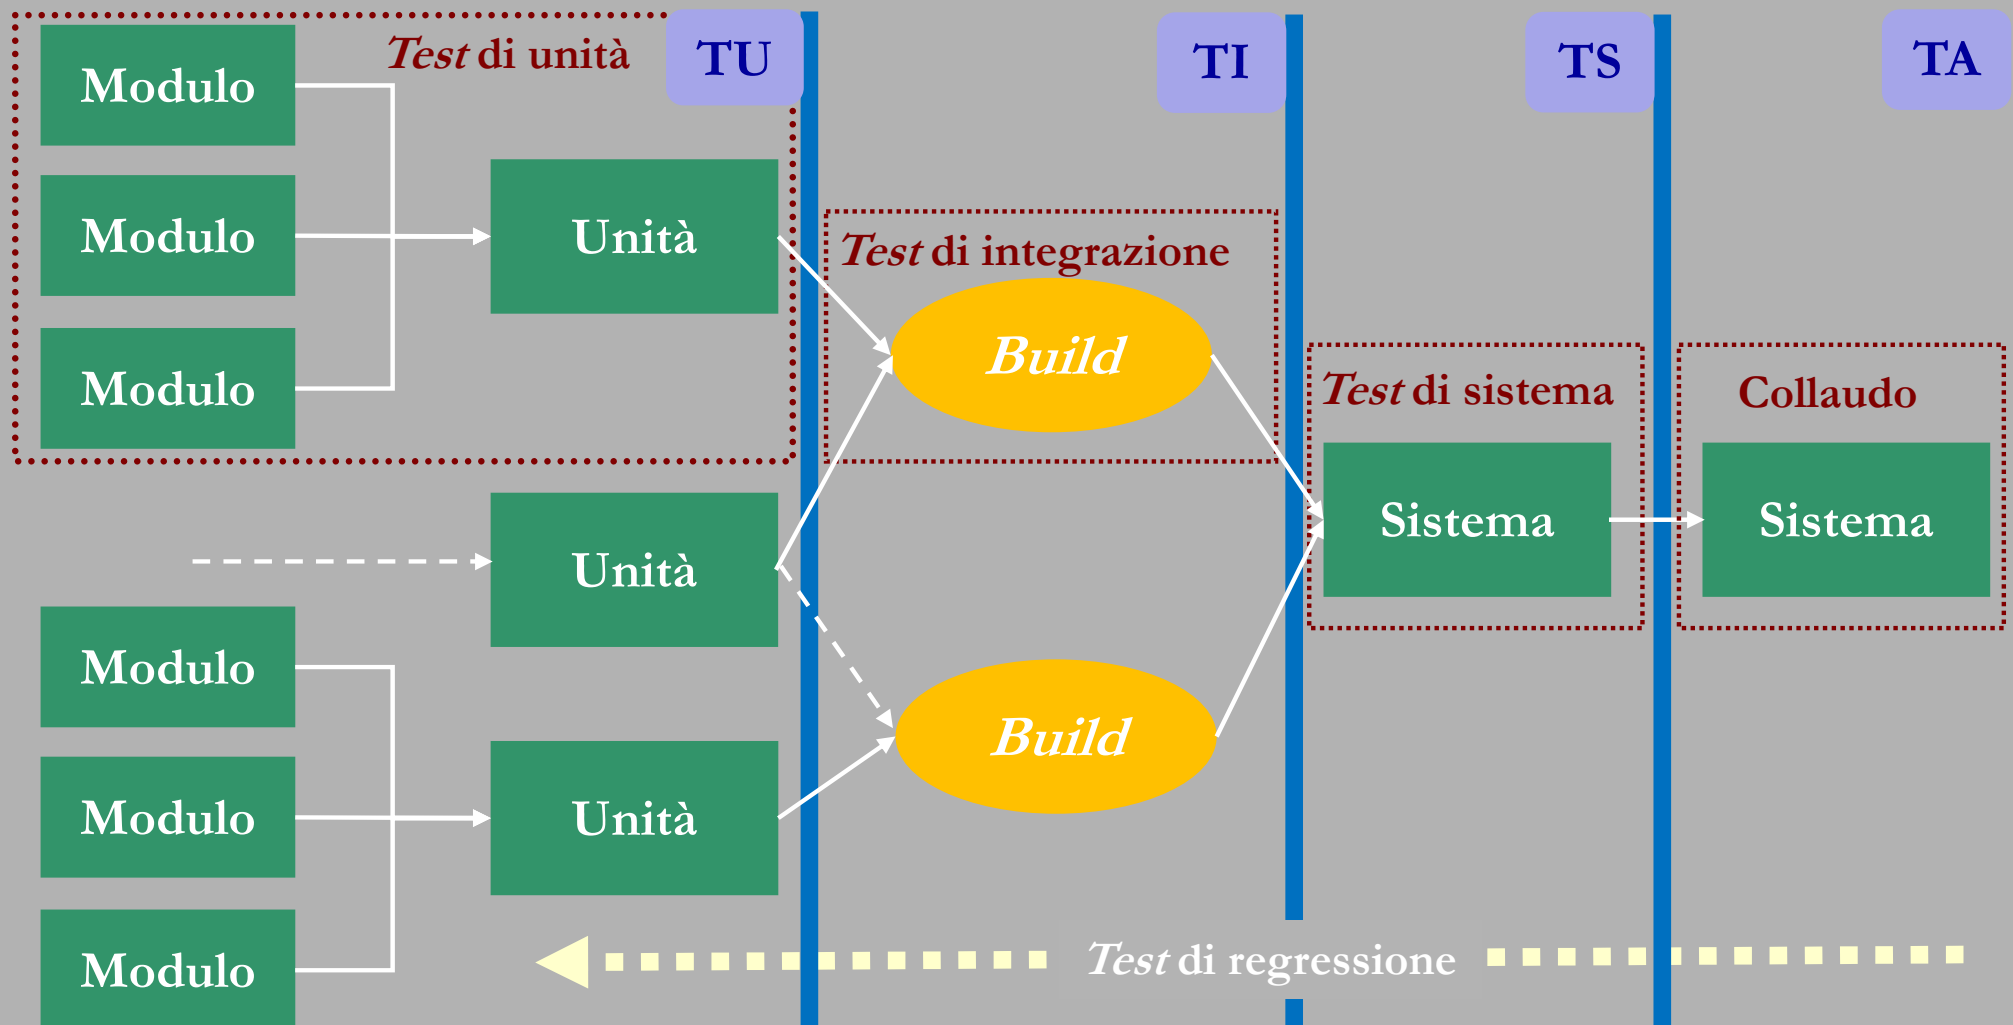 Test di unità
TU
TI
TS
TA
Modulo
Modulo
Modulo
Unità
Test di integrazione
Build
Test di sistema
Sistema
Collaudo
Sistema
Unità
Modulo
Modulo
Modulo
Unità
Build
Test di regressione